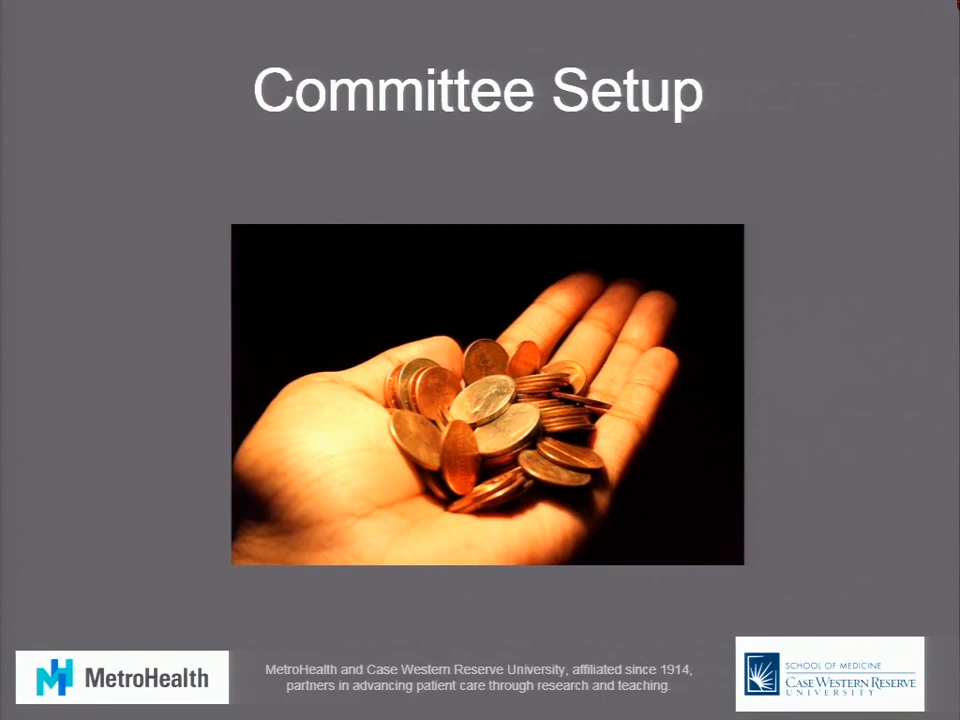 Committee Setup
MetroHealth
MetroHealth and Case Western Reserve University, affiliated since 1914,
partners in advancing patient care through research and teaching.
SCHOOL OF MEDICINE
CASE WESTERN RESERVE
UNIVERSITY